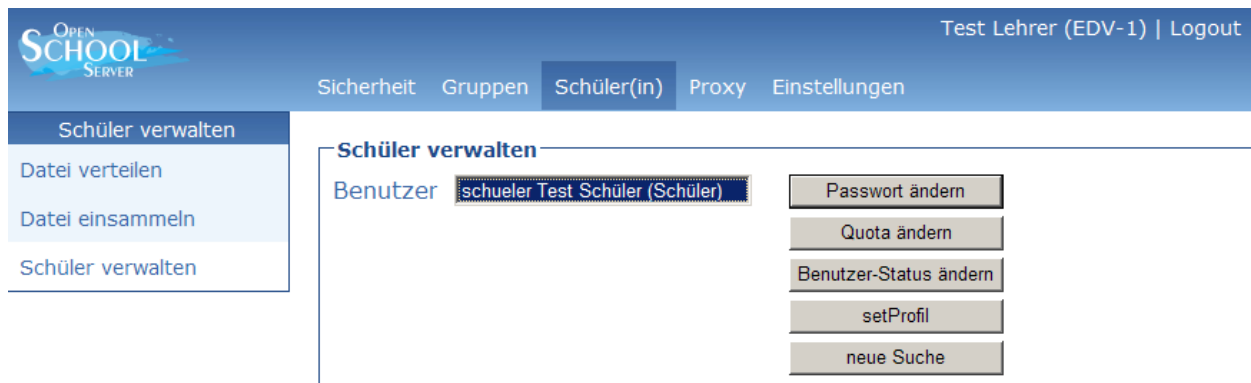 OPEN
SCHOOL
SERVER
Test Lehrer (EDV-1) | Logout
Sicherheit Gruppen Schüler(in) Proxy Einstellungen
Schüler verwalten
Datei verteilen
Datei einsammeln
Schüler verwalten
Schüler verwalten
Benutzer schueler Test Schüler (Schüler) Passwort ändern
Quota ändern
Benutzer-Status ändern
setProfil
neue Suche